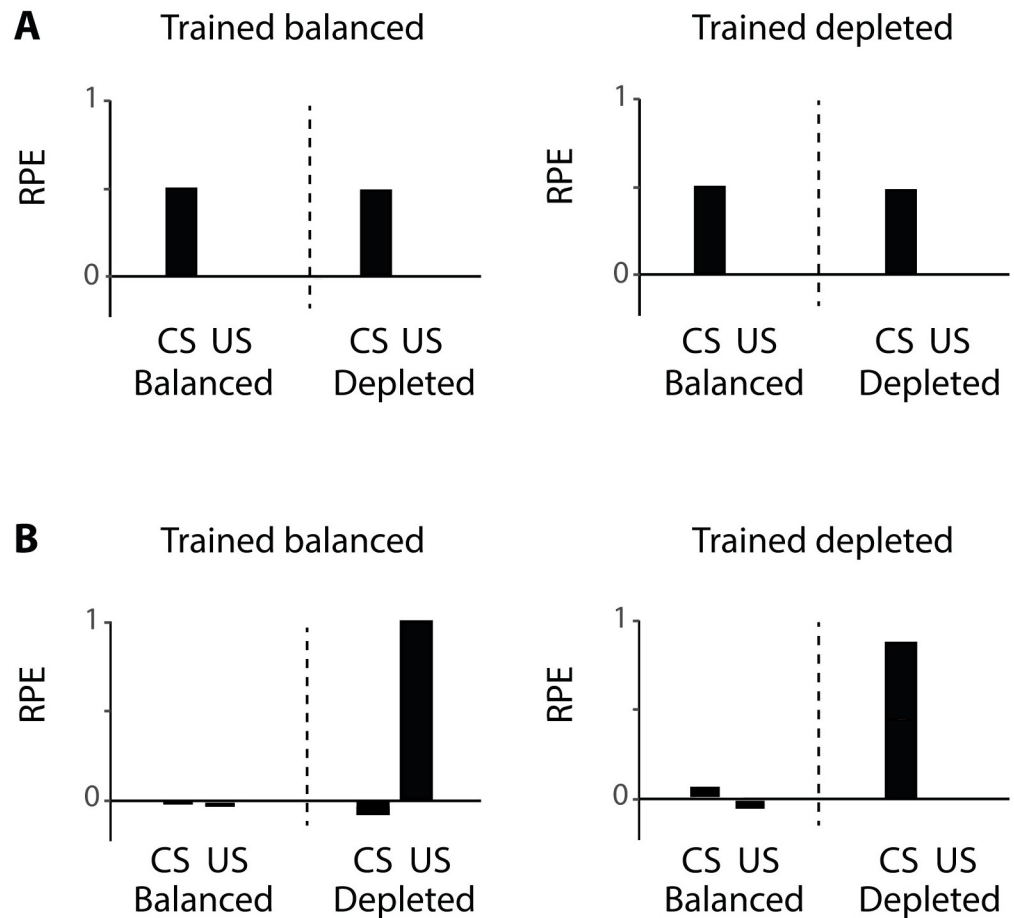 A
Trained balanced
Trained depleted
1
RPE
0
CS US
CS US
Balanced
Depleted
1
RPE
0
CS US
CS US
Balanced
Depleted
B
Trained balanced
Trained depleted
1
RPE
0
CS US
CS US
Balanced
Depleted
1
RPE
0
CS US
CS US
Balanced
Depleted